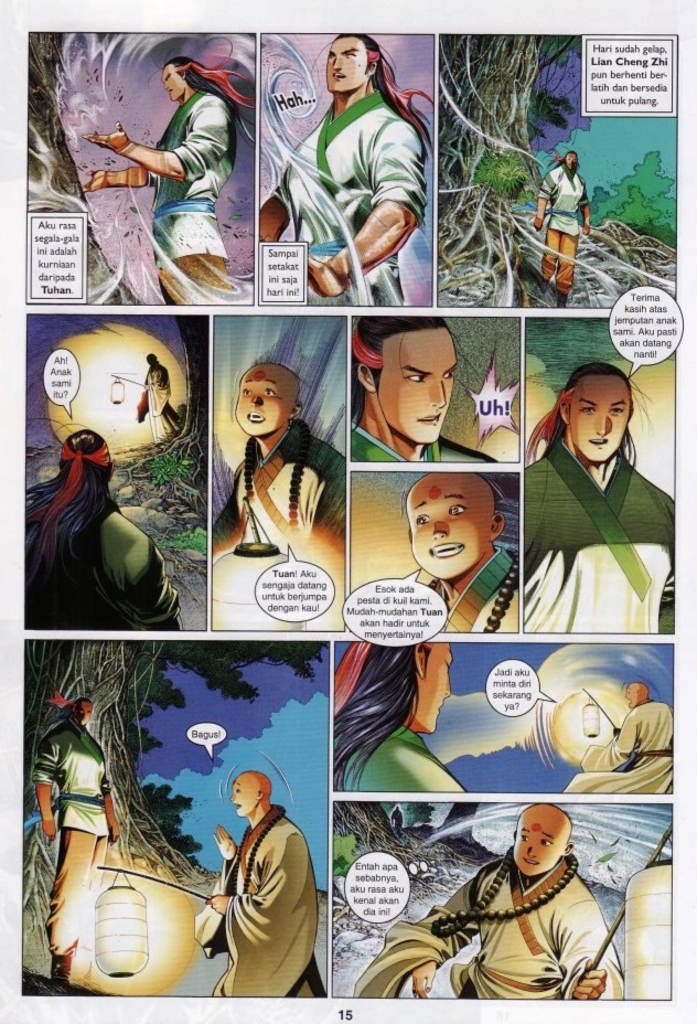 Aku rasa
segala-gala
ini adalah
kurniaan
daripada
Tuhan.
Hah...
Sampai
setakat
ini saja
hari ini!
Hari sudah gelap,
Lian Cheng Zhi
pun berhenti ber-
latih dan bersedia
untuk pulang.
Ah!
Anak
sami
itu?
Tuan! Aku
sengaja datang
untuk berjumpa
dengan kau!
Uh!
Esok ada
pesta di kuil kami.
Mudah-mudahan Tuan
akan hadir untuk
menyertainya!
Terima
kasih atas
jemputan anak
sami. Aku pasti
akan datang
nanti!
Bagus!
Jadi aku
minta diri
sekarang
ya?
Entah apa
sebabnya,
aku rasa aku
kenal akan
dia ini!
15